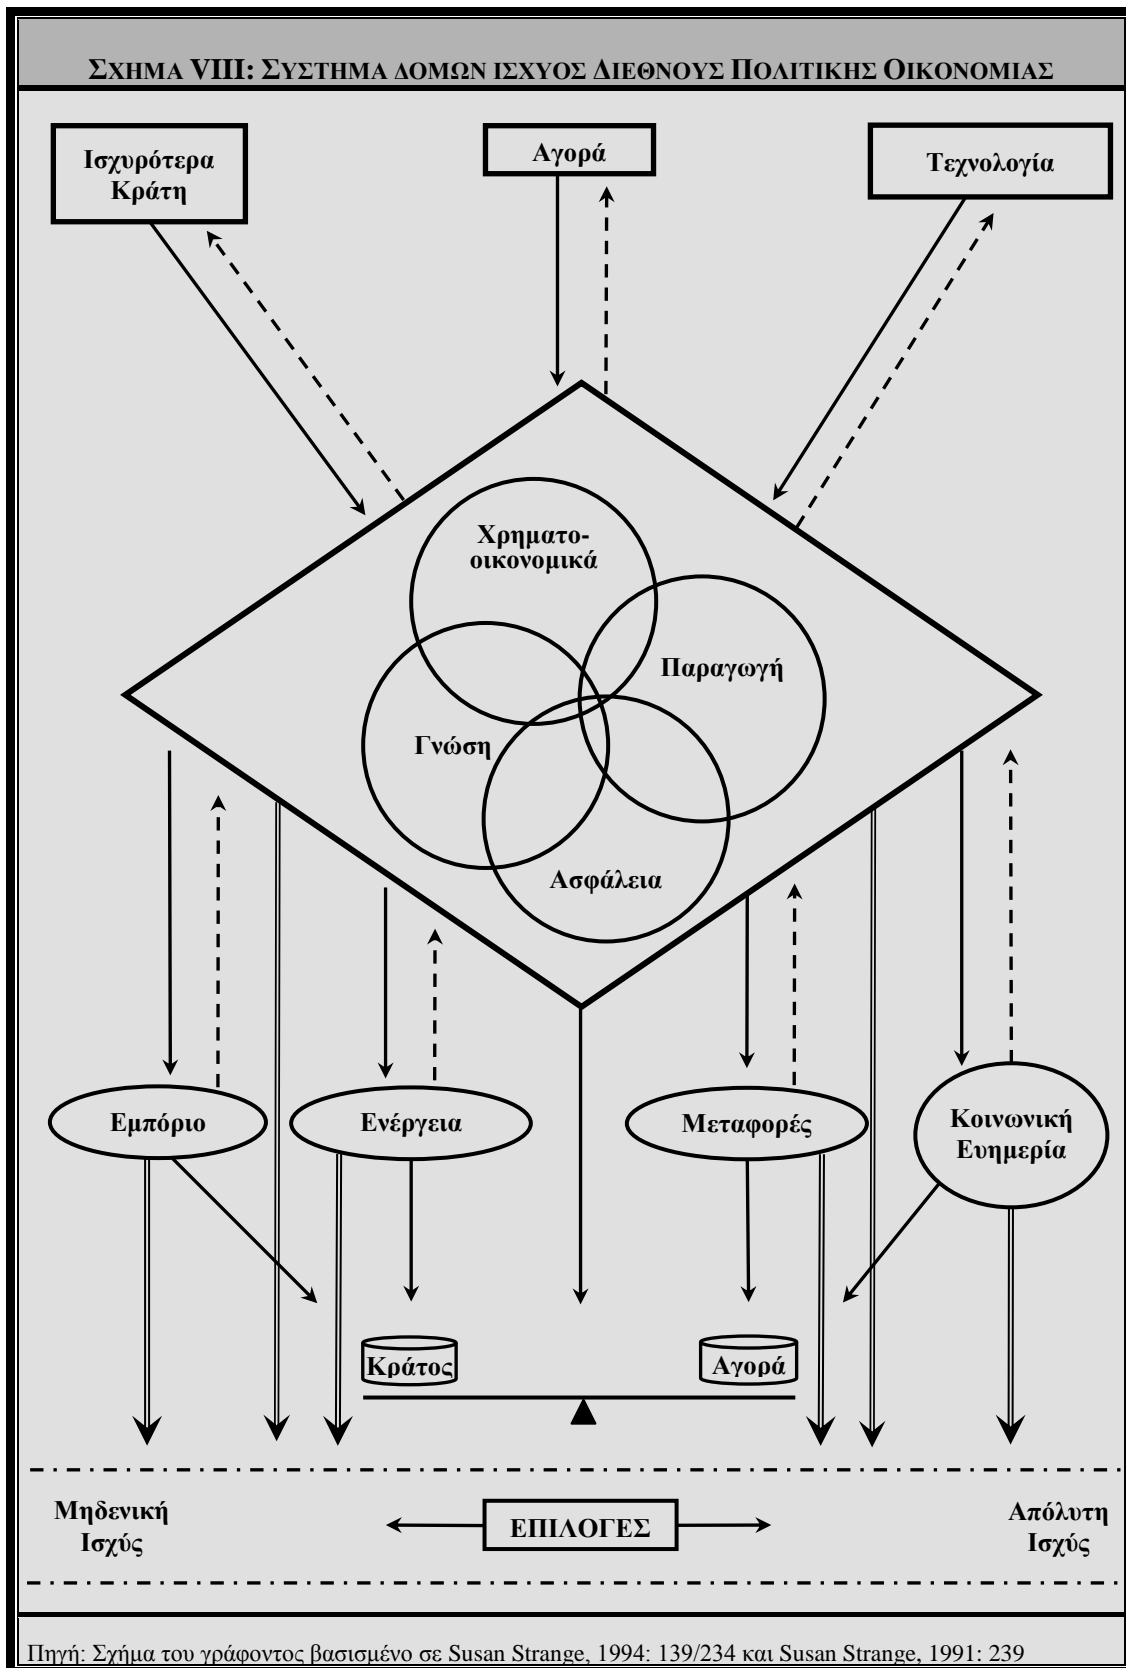 ΣΧΗΜΑ VIII: ΣΥΣΤΗΜΑ ΔΟΜΩΝ ΙΣΧΥΟΣ ΔΙΕΘΝΟΥΣ ΠΟΛΙΤΙΚΗΣ ΟΙΚΟΝΟΜΙΑΣ
Ισχυρότερα
Κράτη
Αγορά
Τεχνολογία
Χρηματο-
οικονομικά
Παραγωγή
Γνώση
Ασφάλεια
Εμπόριο
Ενέργεια
Μεταφορές
Κοινωνική
Ευημερία
Κράτος
Αγορά
Μηδενική
Ισχύς
ΕΠΙΛΟΓΕΣ
Απόλυτη
Ισχύς
Πηγή: Σχήμα του γράφοντος βασισμένο σε Susan Strange, 1994: 139/234 και Susan Strange, 1991: 239